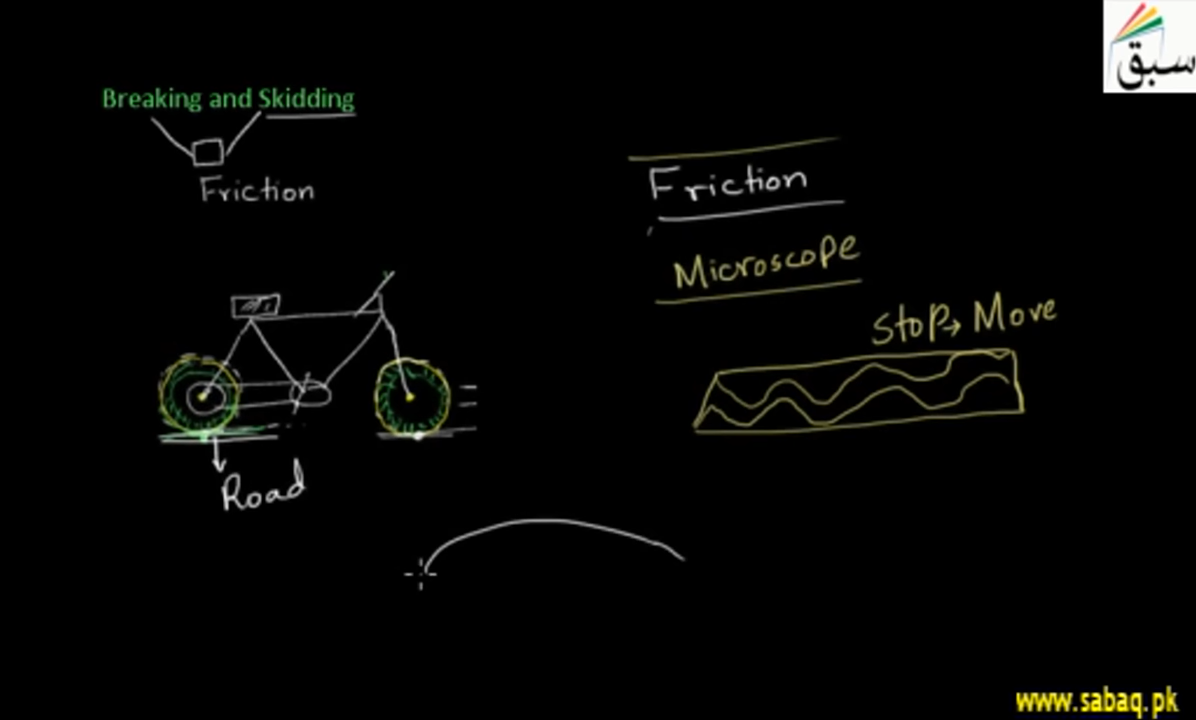 سبق
Breaking and Skidding
Friction
Friction
Microscope
Stop → Move
Road
www.sabaq.pk